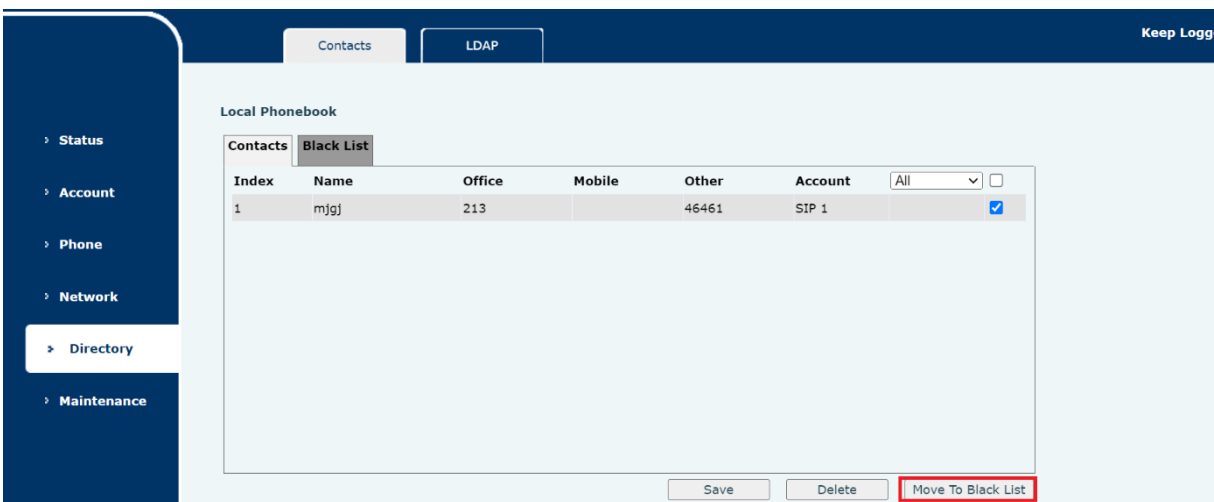 Contacts LDAP
Keep Logg
Local Phonebook
Status
Account
Phone
Network
Directory
Maintenance
Contacts Black List
Index Name Office Mobile Other Account All
1 mjgj 213 46461 SIP 1
Save Delete Move To Black List